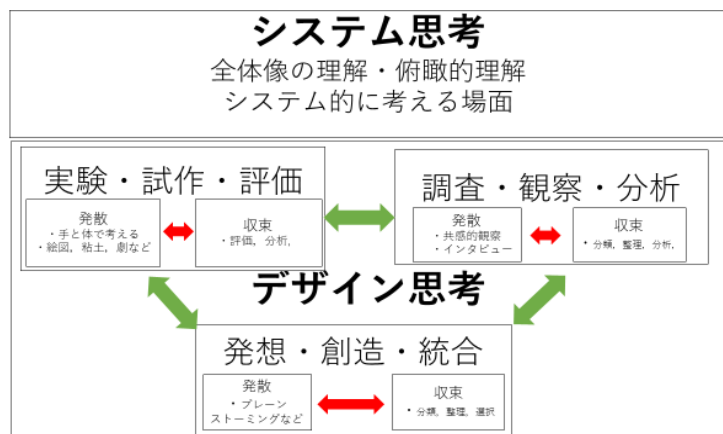 システム思考
全体像の理解・俯瞰的理解
システム的に考える場面
実験・試作・評価
発散
・手と体で考える
・絵図，粘土，劇など
収束
・評価，分析，
調査・観察・分析
発散
・共感的観察
・インタビュー
収束
・分類，整理，分析，
デザイン思考
発想・創造・統合
発散
・ブレーン
ストーミングなど
収束
・分類，整理，選択